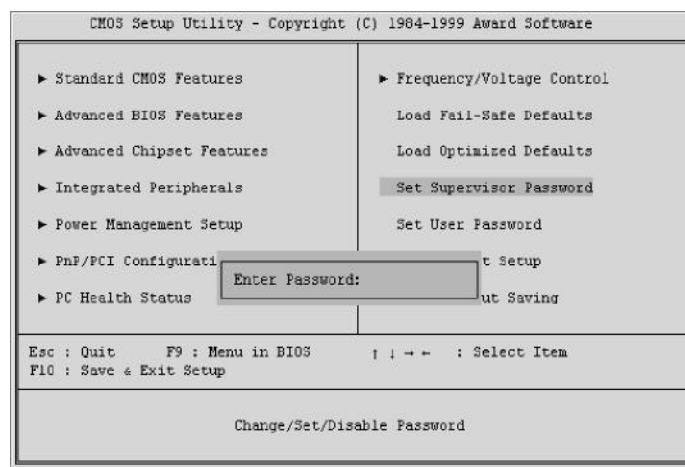 CMOS Setup Utility - Copyright (C) 1984-1999 Award Software
▶ Standard CMOS Features
▶ Advanced BIOS Features
▶ Advanced Chipset Features
▶ Integrated Peripherals
▶ Power Management Setup
▶ PnP/PCI Configurati
▶ PC Health Status
▶ Frequency/Voltage Control
Load Fail-Safe Defaults
Load Optimized Defaults
Set Supervisor Password
Set User Password
t Setup
ut Saving
Enter Password:
Esc : Quit F9 : Menu in BIOS ↑ ↓ → ← : Select Item
F10 : Save & Exit Setup
Change/Set/Disable Password